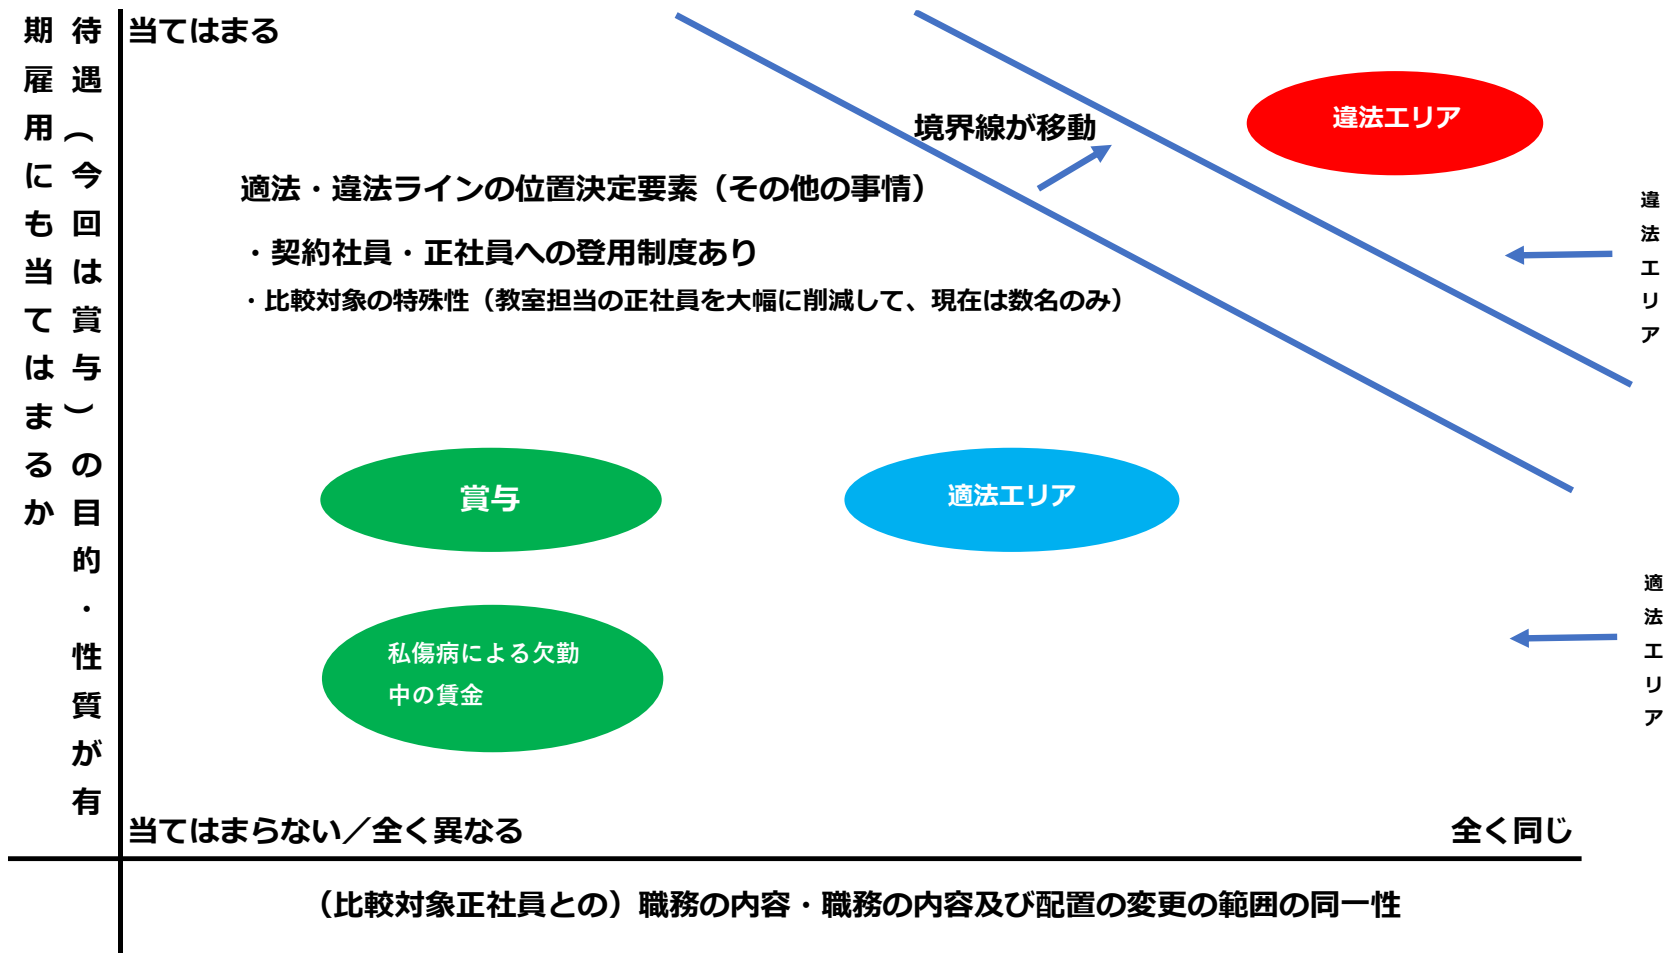 待遇（今回は賞与）の目的・性質が有
期雇用にも当てはまるか
当てはまる
境界線が移動
違法エリア
適法・違法ラインの位置決定要素（その他の事情）
・契約社員・正社員への登用制度あり
・比較対象の特殊性（教室担当の正社員を大幅に削減して、現在は数名のみ）
違法エリア
賞与
適法エリア
私傷病による欠勤
中の賃金
適法エリア
当てはまらない／全く異なる
全く同じ
（比較対象正社員との）職務の内容・職務の内容及び配置の変更の範囲の同一性